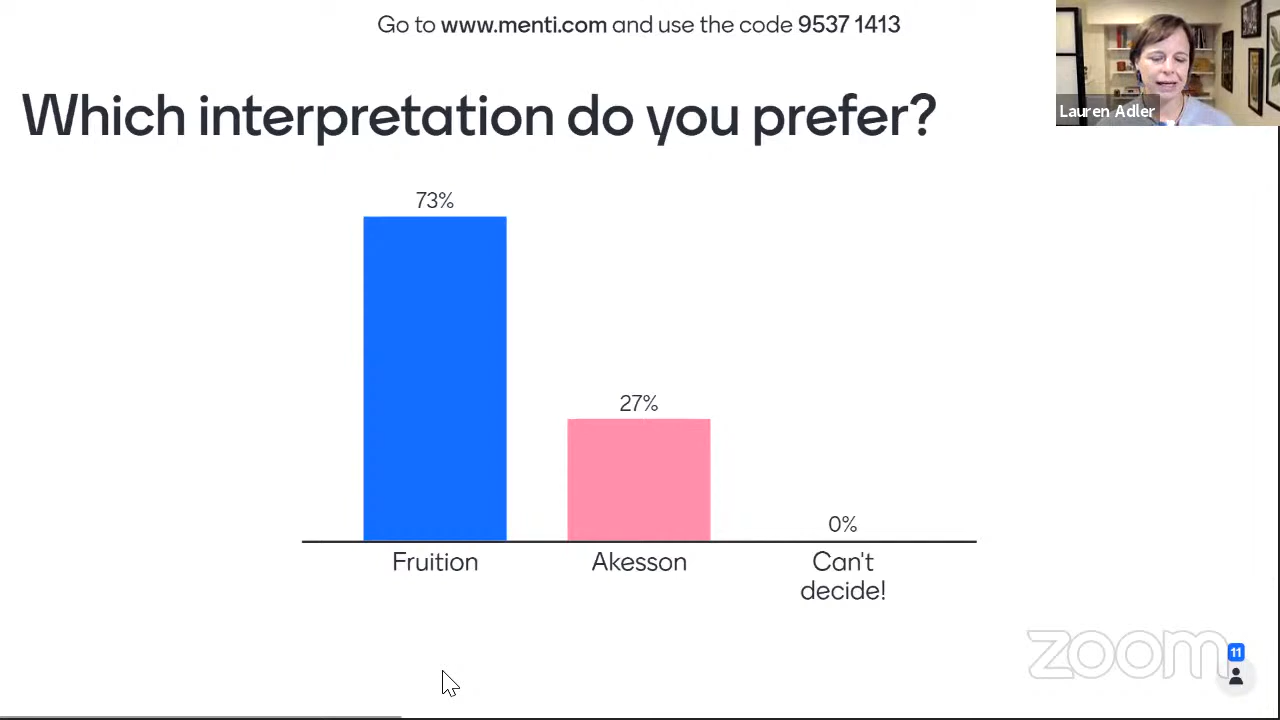 Go to www.menti.com and use the code 9537 1413
Lauren Adler
Which interpretation do you prefer?
73%
27%
0%
Fruition
Akesson
Can't
decide!
zoom
11